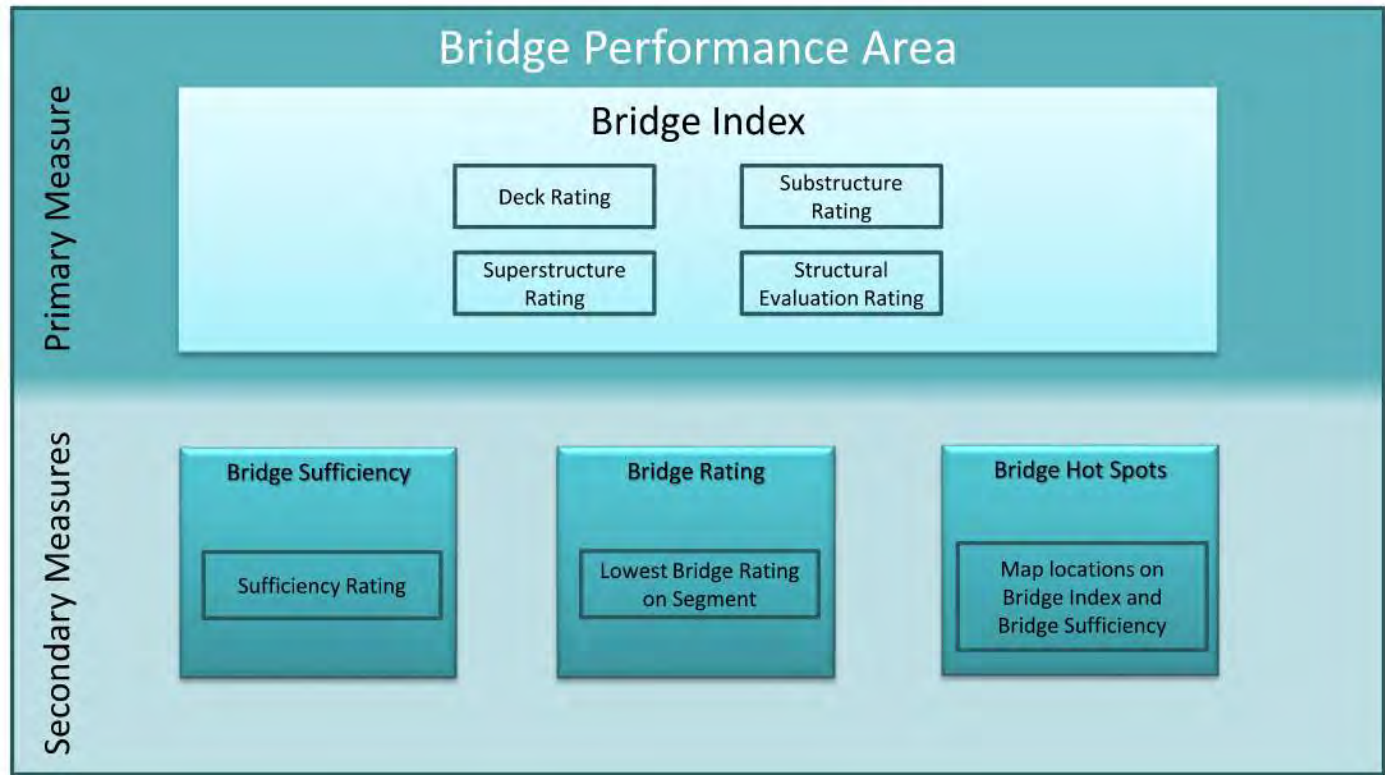 Bridge Performance Area
Primary Measure
Bridge Index
Deck Rating
Substructure
Rating
Superstructure
Rating
Structural
Evaluation Rating
Secondary Measures
Bridge Sufficiency
Sufficiency Rating
Bridge Rating
Lowest Bridge Rating
on Segment
Bridge Hot Spots
Map locations on
Bridge Index and
Bridge Sufficiency